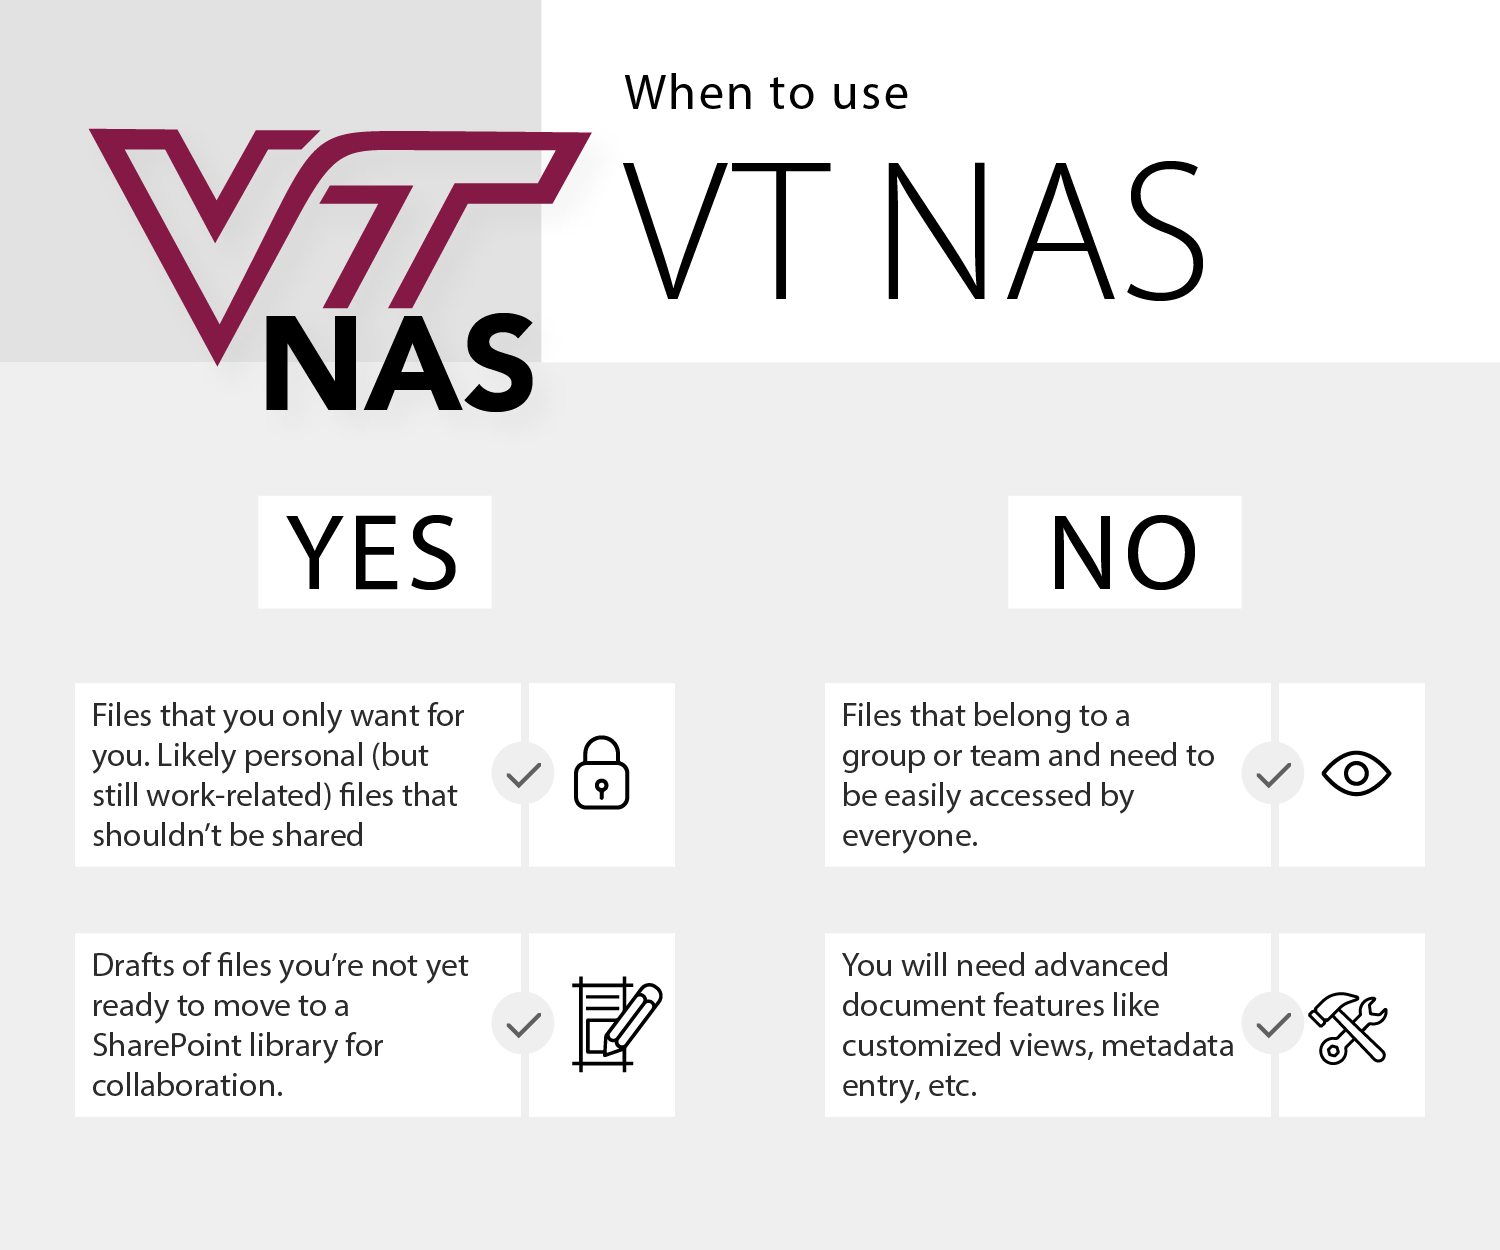 When to use
VT NAS
VT
NAS
YES
NO
Files that you only want for
you. Likely personal (but
still work-related) files that
shouldn’t be shared
Files that belong to a
group or team and need to
be easily accessed by
everyone.
Drafts of files you’re not yet
ready to move to a
SharePoint library for
collaboration.
You will need advanced
document features like
customized views, metadata
entry, etc.